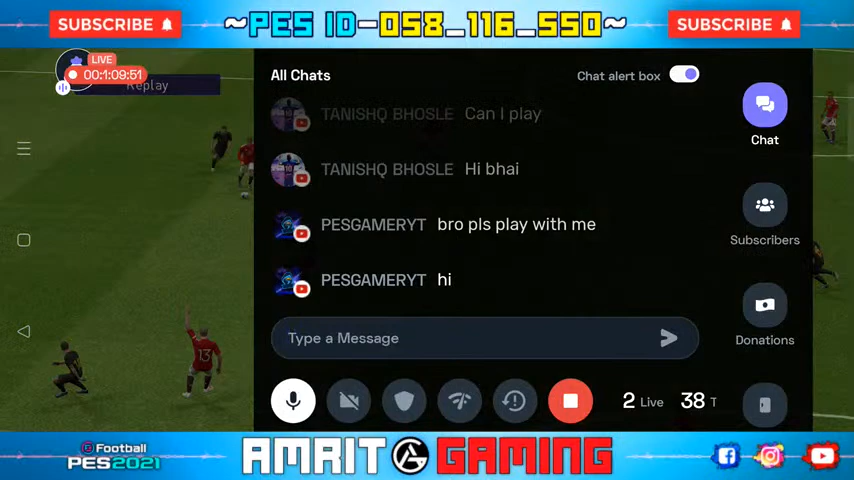 SUBSCRIBE
~PES ID-058_116_550~
SUBSCRIBE
LIVE
00:1:09:51
Replay
All Chats
Chat alert box
TANISHQ BHOSLE Can I play
TANISHQ BHOSLE Hi bhai
PESGAMERYT bro pls play with me
PESGAMERYT hi
Type a Message
Chat
Subscribers
Donations
2 Live 38 T
13
eFootball
PES2021
AMRIT G GAMING